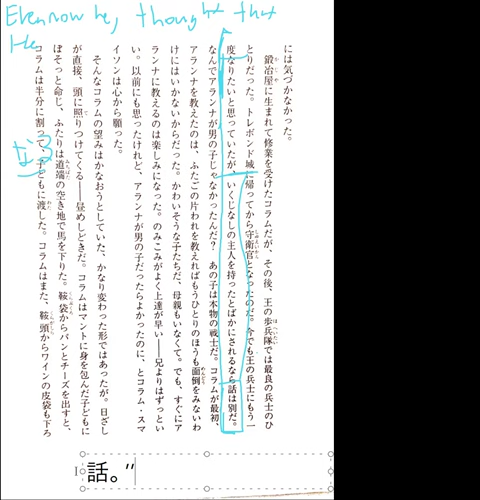 Even now he, thought that
He
なる
には気づかなかった。
鍛冶屋に生まれて修業を受けたコラムだが、その後、王の歩兵隊では最良の兵士のひ
とりだった。トレボンド城に帰ってから守衛官となったのだ。今でも王の兵士にもう一
度なりたいと思っていたが、いくじなしの主人を持ったとばかにされるなら話は別だ。
なんでアランナが男の子じゃなかったんだ？　あの子は本物の戦士だ。コラムが最初、
アランナを教えたのは、ふたごの片われを教えればもうひとりのほうも面倒をみないわ
けにはいかないからだった。かわいそうな子たちだ、母親もいなくて。でも、すぐにア
ランナに教えるのは楽しみになった。のみこみがよく上達が早い――兄よりはずっとい
い。以前にも思ったけれど、アランナが男の子だったらよかったのに、とコラム・スマ
イソンは心から願った。
そんなコラムの望みはかなおうとしていた、かなり変わった形ではあったが。日ざし
が直接、頭に照りつけてくる――昼めしどきだ。コラムはマントに身を包んだ子どもに
ぼそっと命じ、ふたりは道端の空き地で馬を下りた。鞍袋からパンとチーズを出すと、
コラムは半分に割って、子どもに渡した。コラムはまた、鞍頭からワインの皮袋も下ろ
話。"